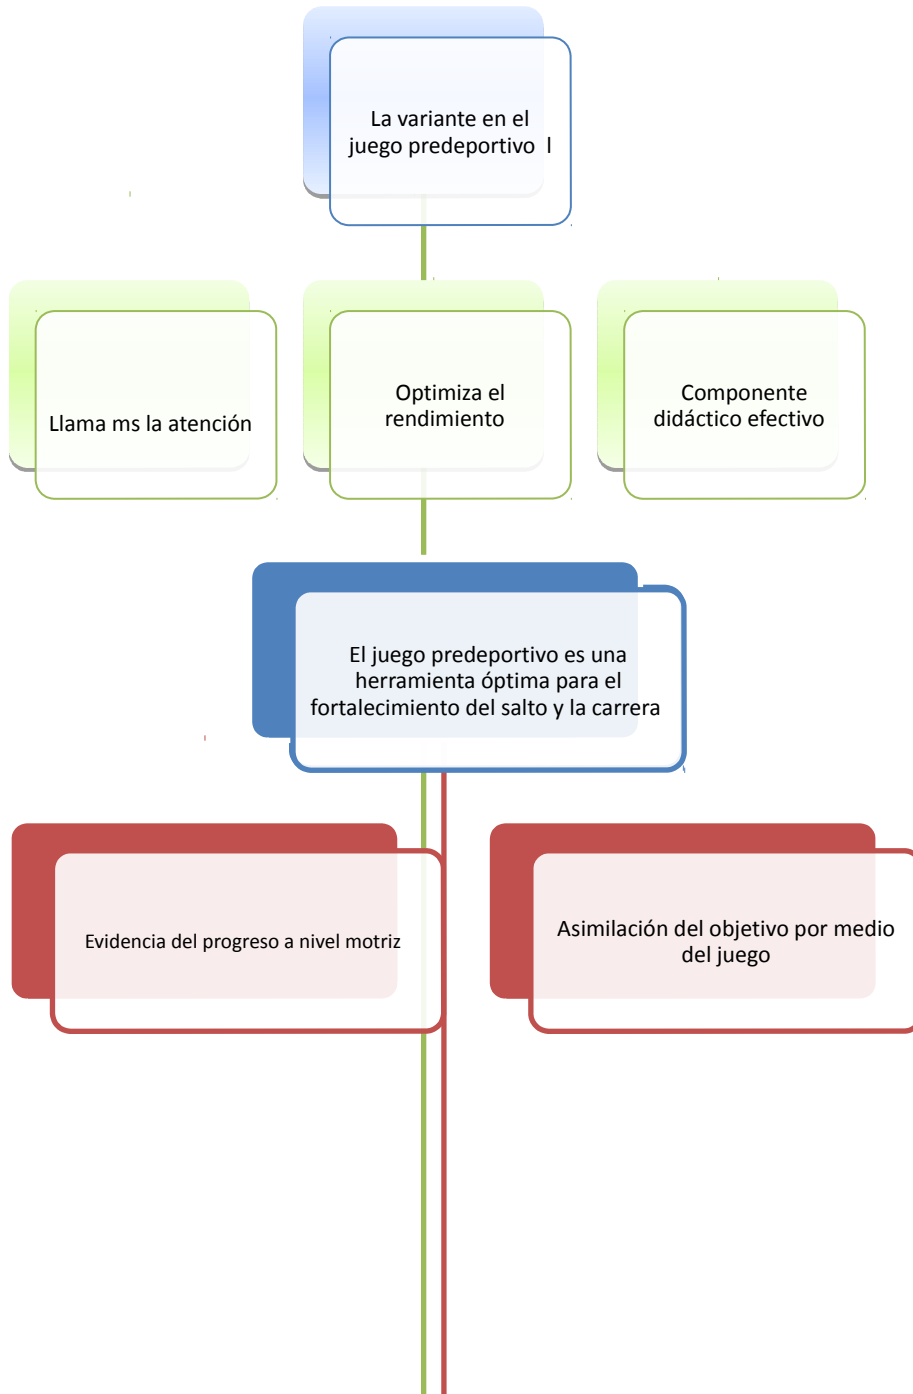 La variante en el
juego predeportivo l
Llama ms la atención
Optimiza el
rendimiento
Componente
didáctico efectivo
El juego predeportivo es una
herramienta óptima para el
fortalecimiento del salto y la carrera
Evidencia del progreso a nivel motriz
Asimilación del objetivo por medio
del juego